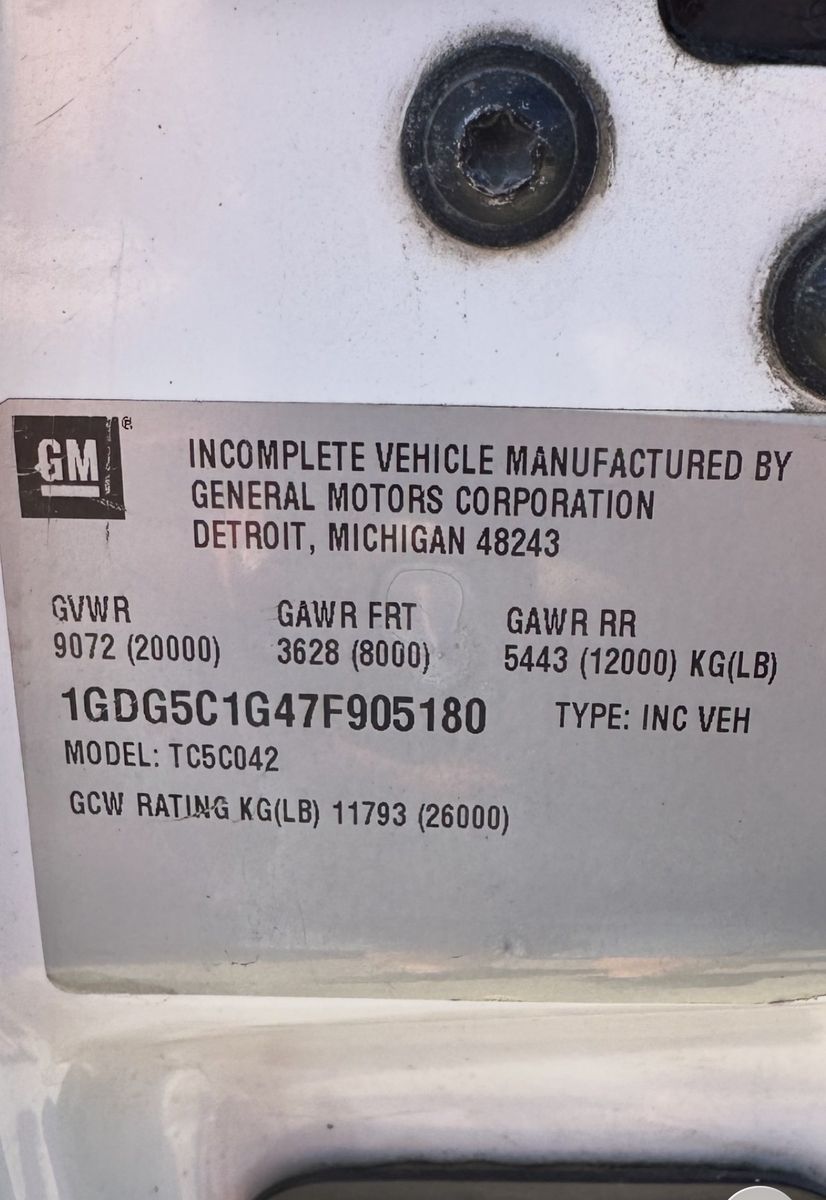 GM ®
INCOMPLETE VEHICLE MANUFACTURED BY
GENERAL MOTORS CORPORATION
DETROIT, MICHIGAN 48243
GVWR GAWR FRT GAWR RR
9072 (20000) 3628 (8000) 5443 (12000) KG(LB)
1GDG5C1G47F905180 TYPE: INC VEH
MODEL: TC5C042
GCW RATING KG(LB) 11793 (26000)